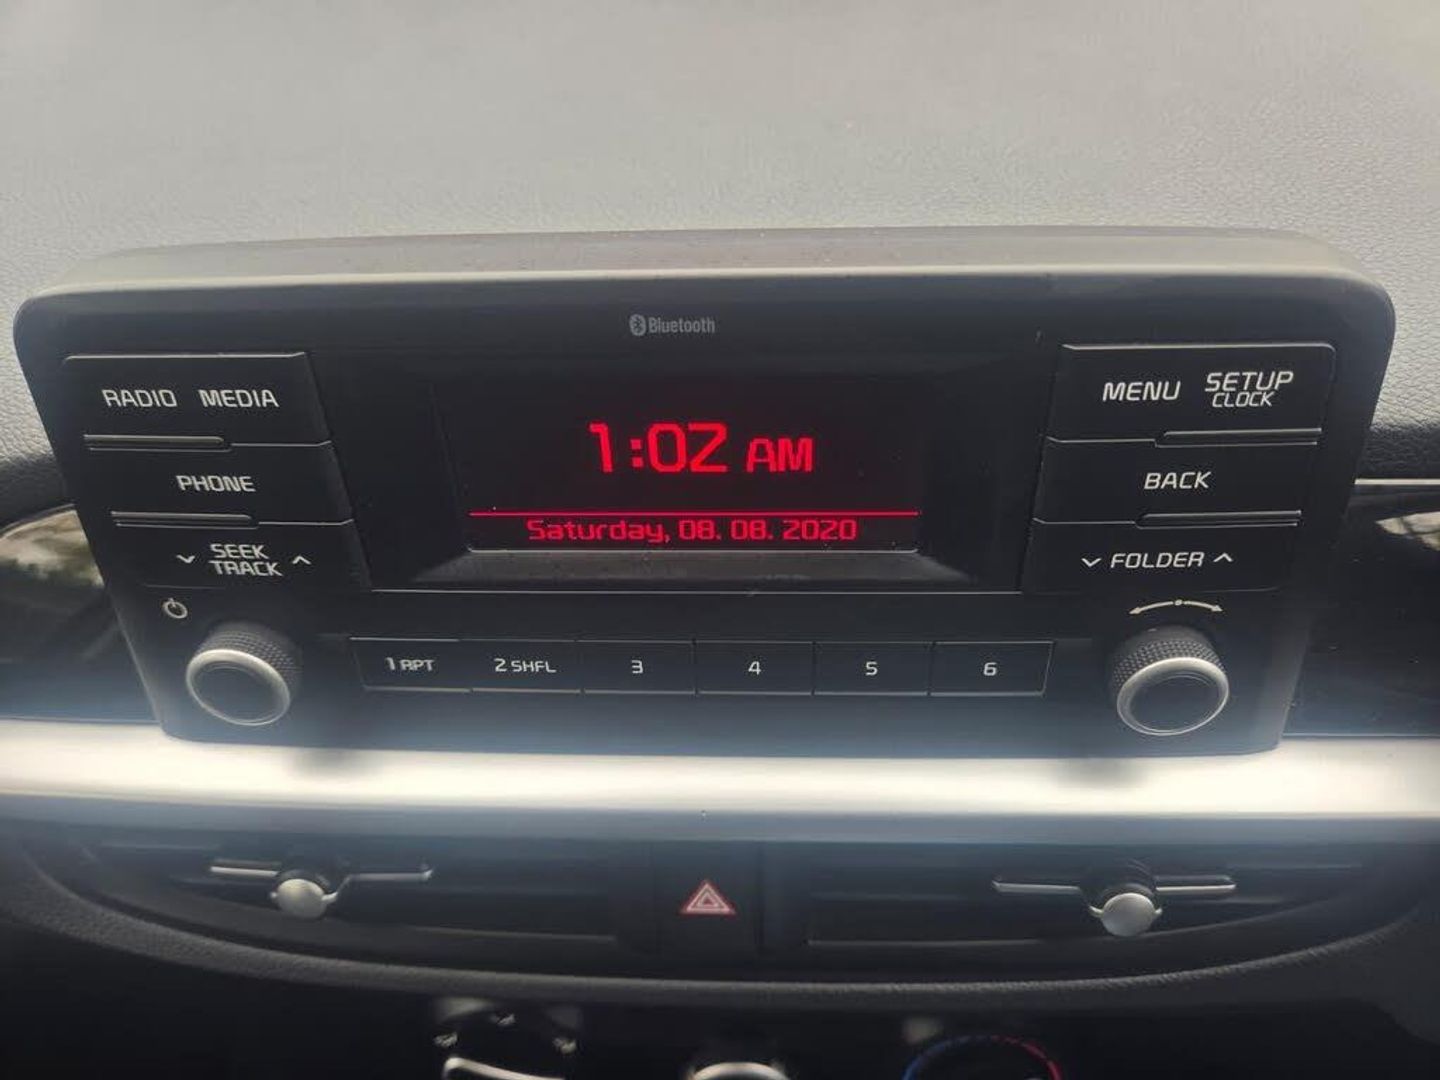 Bluetooth
RADIO MEDIA
1:02 AM
MENU SETUP
CLOCK
PHONE
BACK
Saturday, 08. 08. 2020
SEEK
TRACK
FOLDER
1 RPT 2 SHFL 3 4 5 6